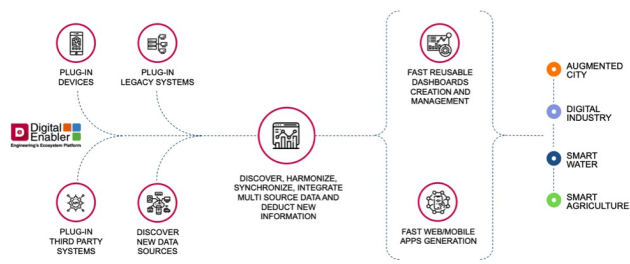 PLUG-IN
DEVICES
PLUG-IN
LEGACY SYSTEMS
D
Digital
Enabler
Engineering's Ecosystem Platform
PLUG-IN
THIRD PARTY
SYSTEMS
DISCOVER
NEW DATA
SOURCES
DISCOVER, HARMONIZE,
SYNCHRONIZE, INTEGRATE
MULTI SOURCE DATA AND
DEDUCT NEW
INFORMATION
FAST REUSABLE
DASHBOARDS
CREATION AND
MANAGEMENT
FAST WEB/MOBILE
APPS GENERATION
AUGMENTED
CITY
DIGITAL
INDUSTRY
SMART
WATER
SMART
AGRICULTURE